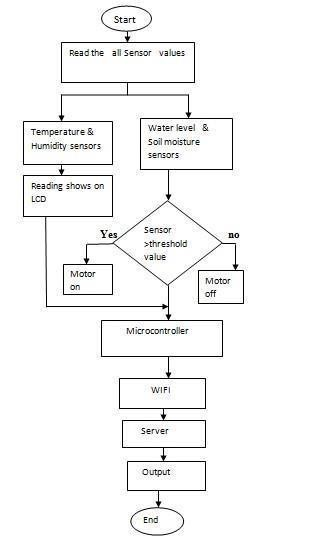 Start
Read the all Sensor values
Temperature &
Humidity sensors
Water level &
Soil moisture
sensors
Reading shows on
LCD
Sensor
>threshold
value
Yes
no
Motor
on
Motor
off
Microcontroller
WIFI
Server
Output
End